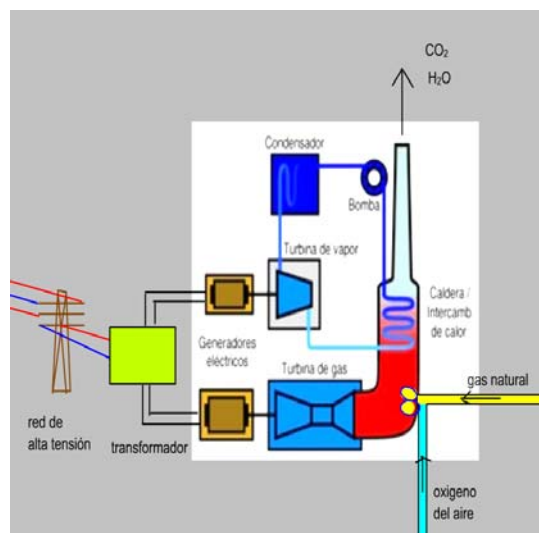 CO₂
H₂O
Condensador
Bomba
Turbina de vapor
Caldera /
Intercamb
de calor
Generadores
eléctricos
Turbina de gas
gas natural
red de
alta tensión
transformador
oxigeno
del aire